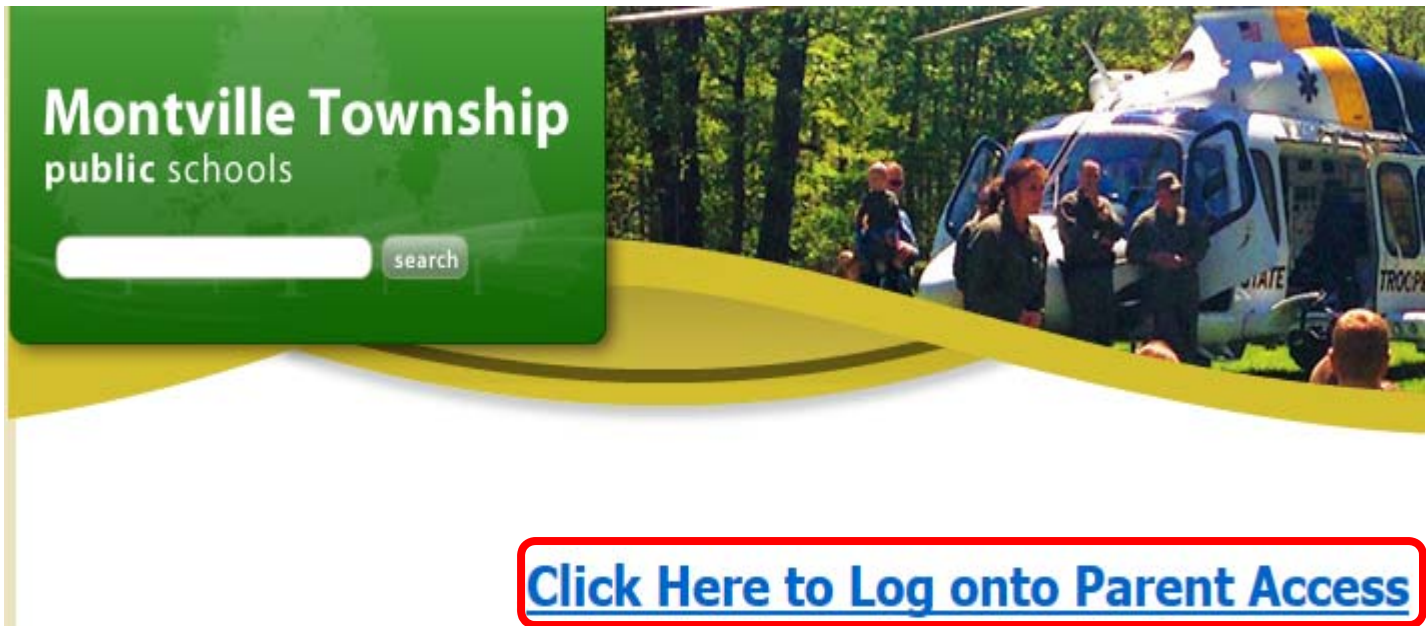 Montville Township
public schools
search
STATE
TROOPE
Click Here to Log onto Parent Access